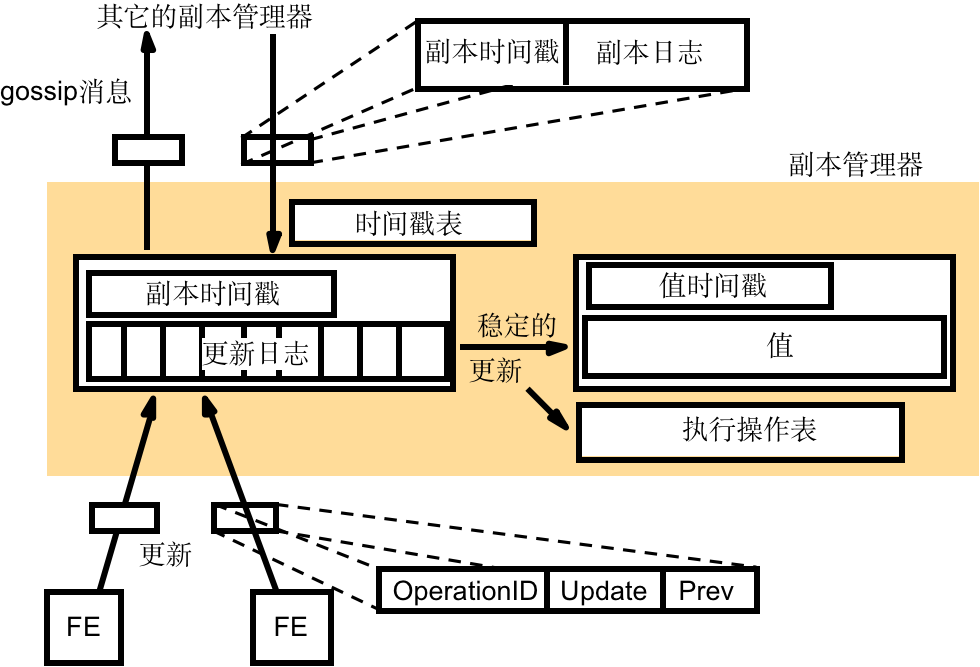 其它的副本管理器
副本时间戳
副本日志
gossip消息
副本管理器
时间戳表
副本时间戳
值时间戳
更新日志
稳定的
更新
值
执行操作表
更新
OperationID
Update
Prev
FE
FE